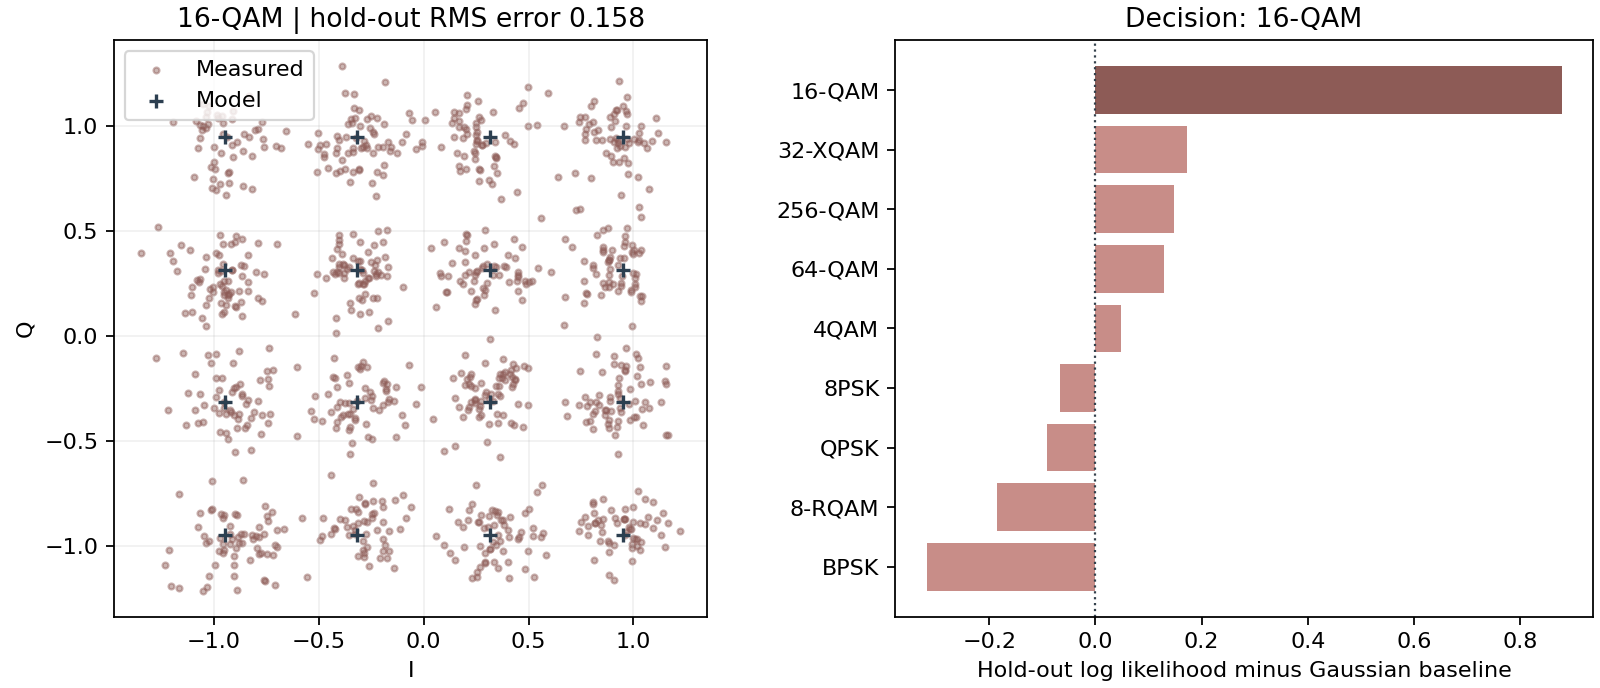 16-QAM | hold-out RMS error 0.158
Measured
Model
1.0
0.5
0.0
−0.5
−1.0
Q
−1.0
−0.5
0.0
0.5
1.0
I
Decision: 16-QAM
16-QAM
32-XQAM
256-QAM
64-QAM
4QAM
8PSK
QPSK
8-RQAM
BPSK
−0.2
0.0
0.2
0.4
0.6
0.8
Hold-out log likelihood minus Gaussian baseline